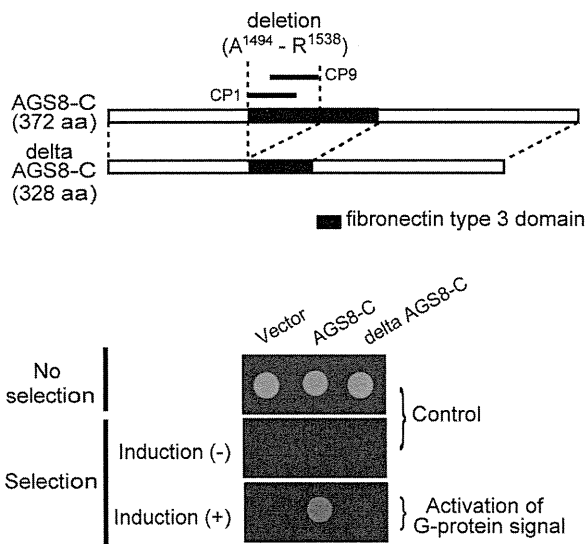 deletion
(A1494 - R1538)
CP9
CP1
AGS8-C
(372 aa)
delta
AGS8-C
(328 aa)
fibronectin type 3 domain
Vector
AGS8-C
delta AGS8-C
No
selection
Control
Selection
Induction (-)
Induction (+)
Activation of
G-protein signal